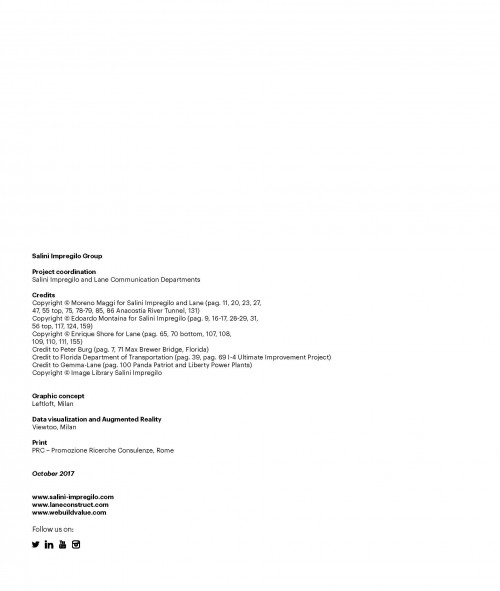 Salini Impregilo Group
Project coordination
Salini Impregilo and Lane Communication Departments
Credits
Copyright © Moreno Maggi for Salini Impregilo and Lane (pag. 11, 20, 23, 27,
47, 55 top, 75, 78-79, 85, 86 Anacostia River Tunnel, 131)
Copyright © Edoardo Montaina for Salini Impregilo (pag. 9, 16-17, 28-29, 31,
56 top, 117, 124, 159)
Copyright © Enrique Shore for Lane (pag. 65, 70 bottom, 107, 108,
109, 110, 111, 155)
Credit to Peter Burg (pag. 7, 71 Max Brewer Bridge, Florida)
Credit to Florida Department of Transportation (pag. 39, pag. 69 I-4 Ultimate Improvement Project)
Credit to Gemma-Lane (pag. 100 Panda Patriot and Liberty Power Plants)
Copyright © Image Library Salini Impregilo
Graphic concept
Leftloft, Milan
Data visualization and Augmented Reality
Viewtoo, Milan
Print
PRC – Promozione Ricerche Consulenze, Rome
October 2017
www.salini-impregilo.com
www.laneconstruct.com
www.webuildvalue.com
Follow us on: